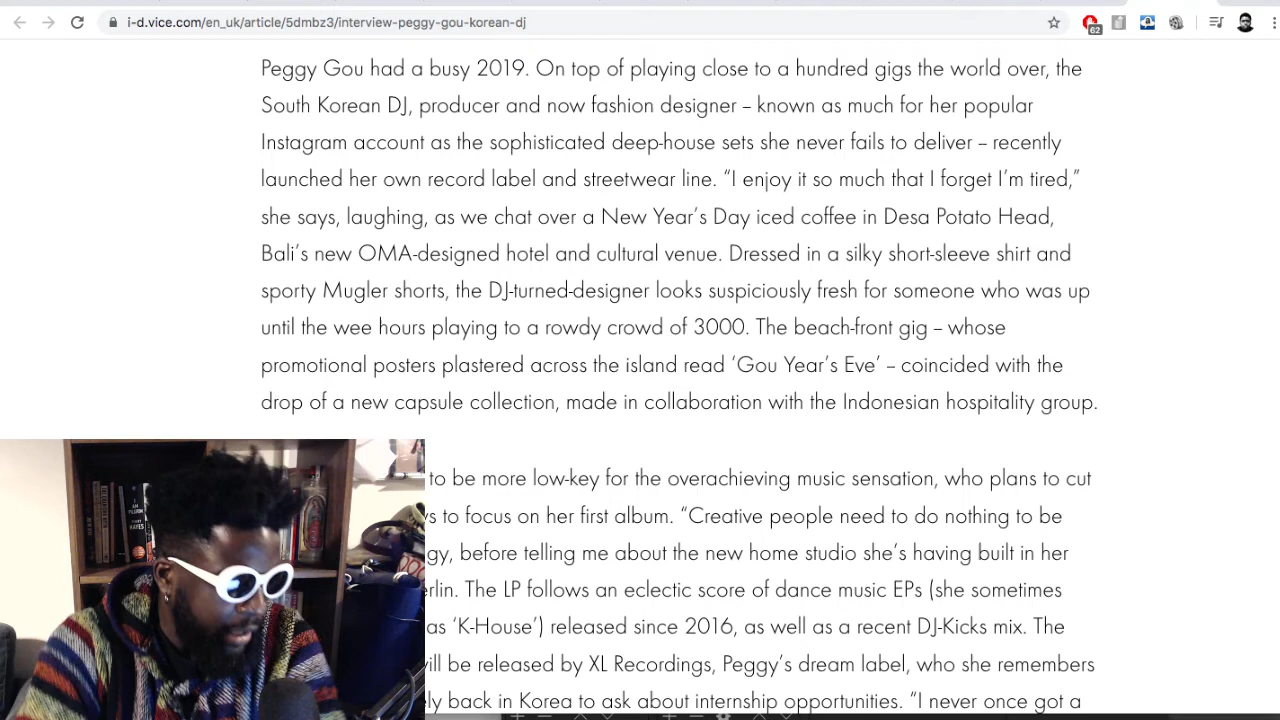 i-d.vice.com/en_uk/article/5dmbz3/interview-peggy-gou-korean-dj
62
Peggy Gou had a busy 2019. On top of playing close to a hundred gigs the world over, the
South Korean DJ, producer and now fashion designer – known as much for her popular
Instagram account as the sophisticated deep-house sets she never fails to deliver – recently
launched her own record label and streetwear line. “I enjoy it so much that I forget I’m tired,”
she says, laughing, as we chat over a New Year’s Day iced coffee in Desa Potato Head,
Bali’s new OMA-designed hotel and cultural venue. Dressed in a silky short-sleeve shirt and
sporty Mugler shorts, the DJ-turned-designer looks suspiciously fresh for someone who was up
until the wee hours playing to a rowdy crowd of 3000. The beach-front gig – whose
promotional posters plastered across the island read ‘Gou Year’s Eve’ – coincided with the
drop of a new capsule collection, made in collaboration with the Indonesian hospitality group.
to be more low-key for the overachieving music sensation, who plans to cut
to focus on her first album. “Creative people need to do nothing to be
before telling me about the new home studio she’s having built in her
The LP follows an eclectic score of dance music EPs (she sometimes
as ‘K-House’) released since 2016, as well as a recent DJ-Kicks mix. The
will be released by XL Recordings, Peggy’s dream label, who she remembers
back in Korea to ask about internship opportunities. “I never once got a